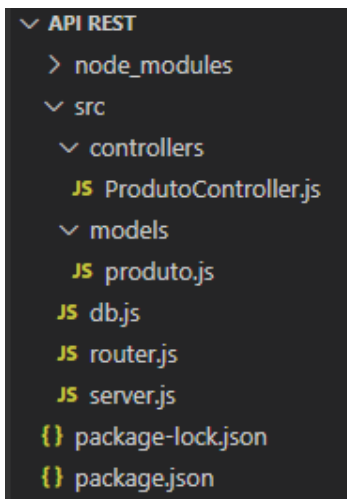 API REST
node_modules
src
controllers
JS ProdutoController.js
models
JS produto.js
JS db.js
JS router.js
JS server.js
{} package-lock.json
{} package.json